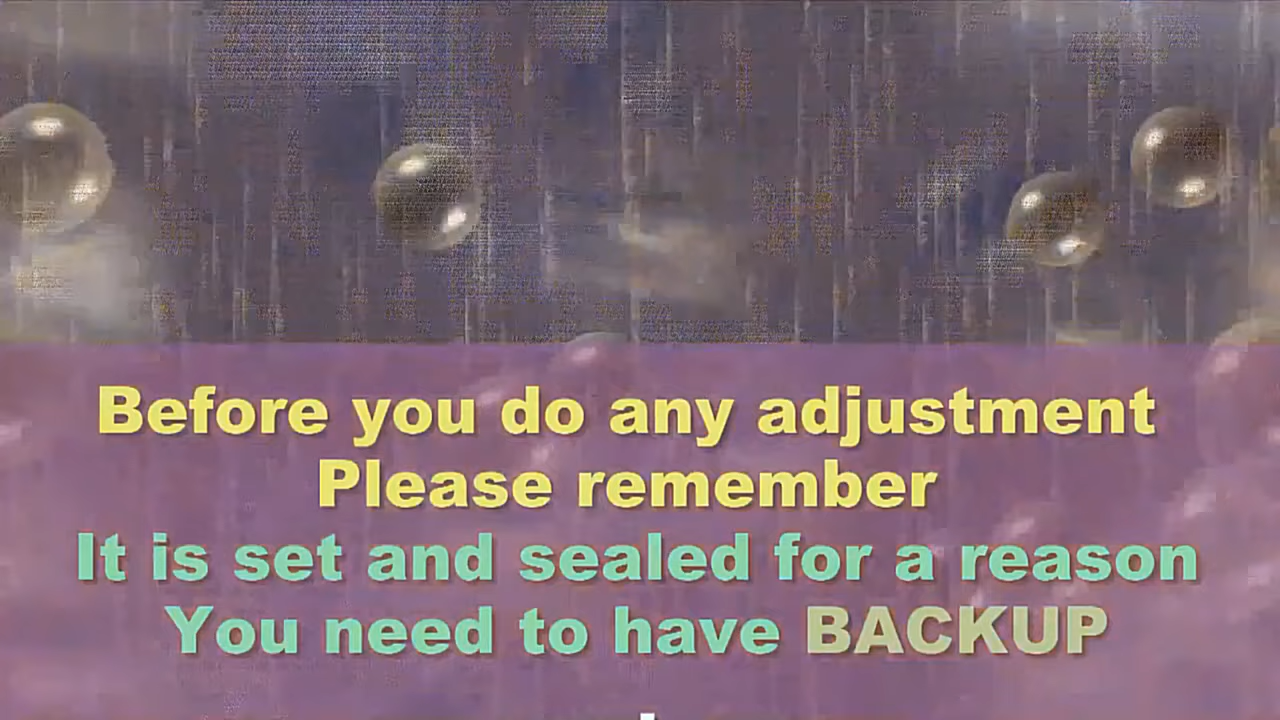 Before you do any adjustment
Please remember
It is set and sealed for a reason
You need to have BACKUP